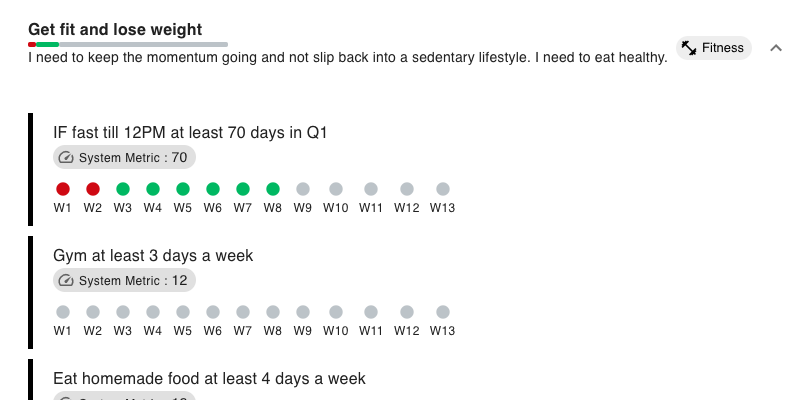 Get fit and lose weight
I need to keep the momentum going and not slip back into a sedentary lifestyle. I need to eat healthy.
Fitness
IF fast till 12PM at least 70 days in Q1
System Metric : 70
W1 W2 W3 W4 W5 W6 W7 W8 W9 W10 W11 W12 W13
Gym at least 3 days a week
System Metric : 12
W1 W2 W3 W4 W5 W6 W7 W8 W9 W10 W11 W12 W13
Eat homemade food at least 4 days a week